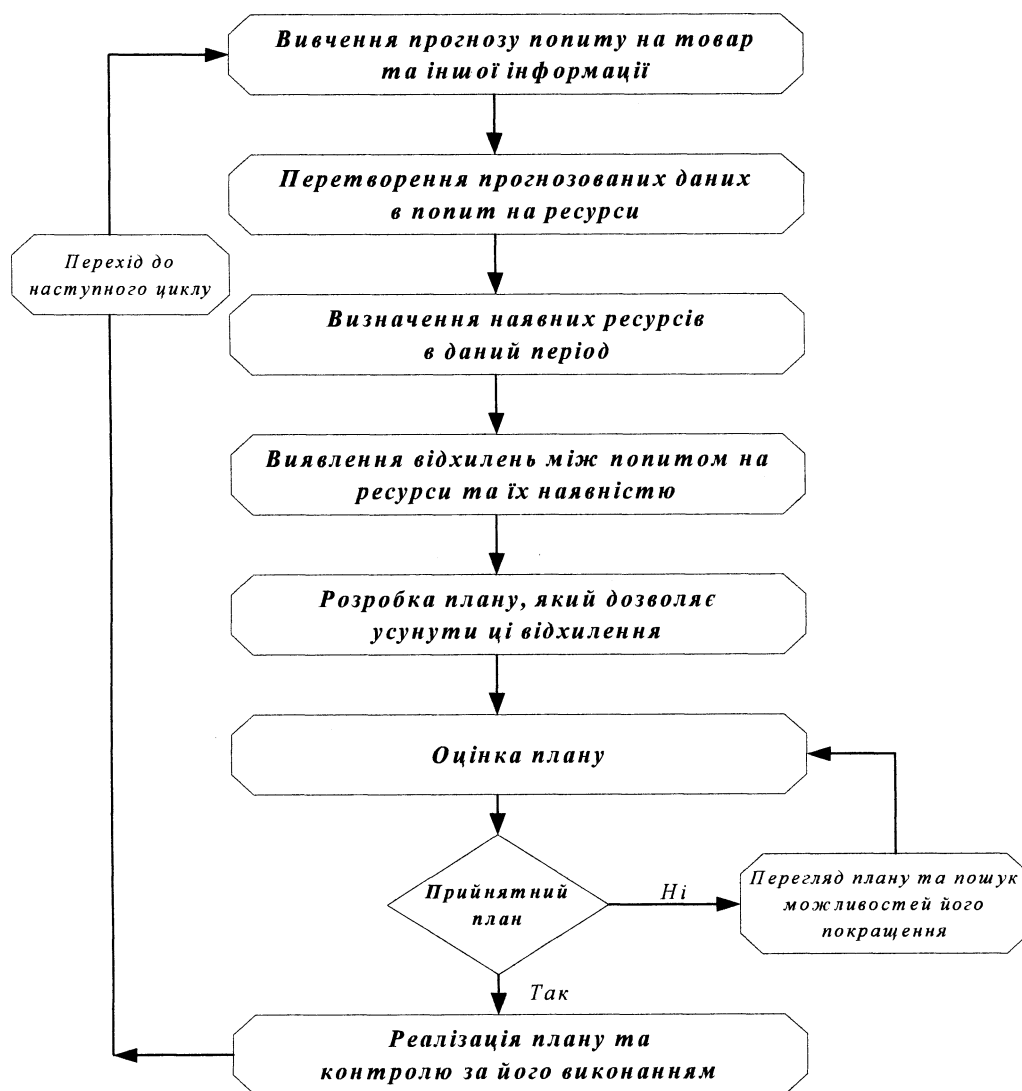 Вивчення прогнозу попиту на товар
та іншої інформації
Перетворення прогнозованих даних
в попит на ресурси
Перехід до
наступного циклу
Визначення наявних ресурсів
в даний період
Виявлення відхилень між попитом на
ресурси та їх наявністю
Розробка плану, який дозволяє
усунути ці відхилення
Оцінка плану
Прийнятний
план
Ні
Перегляд плану та пошук
можливостей його
покращення
Так
Реалізація плану та
контролю за його виконанням